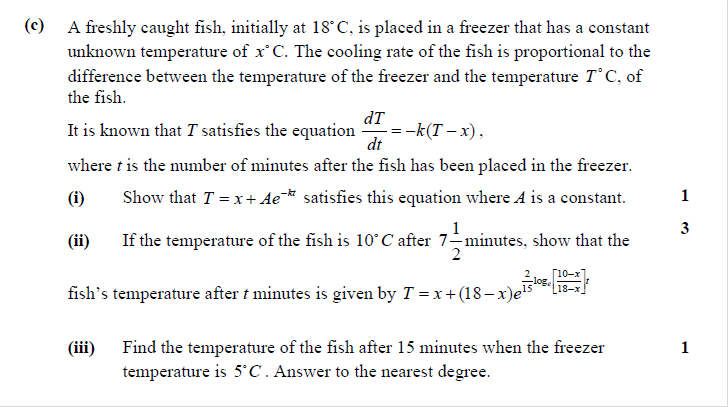 (c) A freshly caught fish, initially at 18°C, is placed in a freezer that has a constant
unknown temperature of x°C. The cooling rate of the fish is proportional to the
difference between the temperature of the freezer and the temperature T°C, of
the fish.
It is known that T satisfies the equation dT/dt = −k(T − x),
where t is the number of minutes after the fish has been placed in the freezer.
(i) Show that T = x + Ae^{−kt} satisfies this equation where A is a constant. 1
(ii) If the temperature of the fish is 10°C after 7 1/2 minutes, show that the 3
fish's temperature after t minutes is given by T = x + (18 − x)e^{2/15 log_e[(10−x)/(18−x)]t}
(iii) Find the temperature of the fish after 15 minutes when the freezer 1
temperature is 5°C. Answer to the nearest degree.